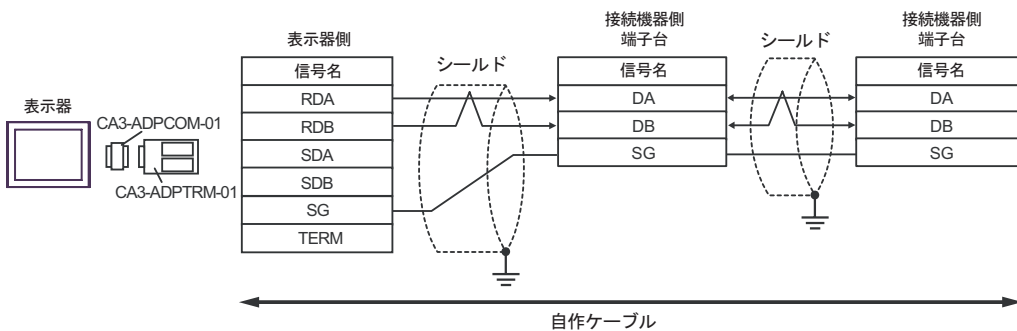 表示器
CA3-ADPCOM-01
CA3-ADPTRM-01
表示器側
信号名
RDA
RDB
SDA
SDB
SG
TERM
シールド
接続機器側
端子台
信号名
DA
DB
SG
シールド
接続機器側
端子台
信号名
DA
DB
SG
自作ケーブル